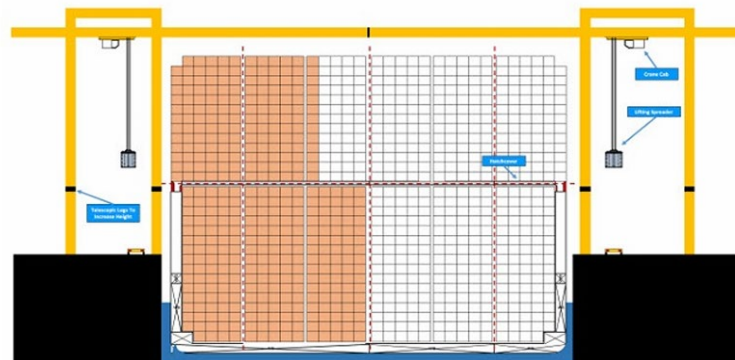 Crane Cab
Lifting Spreader
Hatchcover
Telescopic Legs To
Increase Height